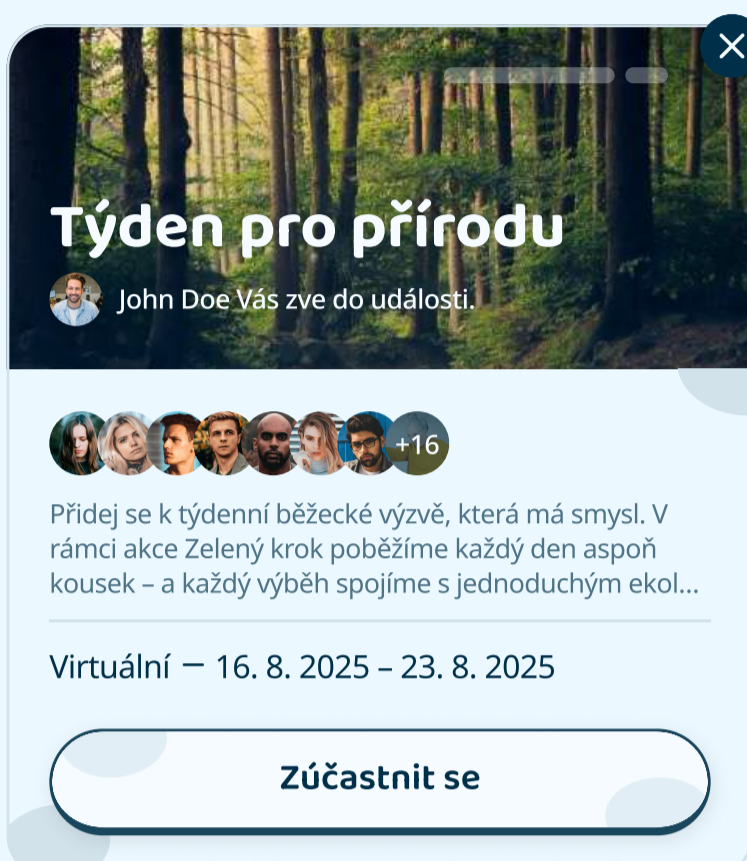 Týden pro přírodu
John Doe Vás zve do události.
+16
Přidej se k týdenní běžecké výzvě, která má smysl. V
rámci akce Zelený krok poběžíme každý den aspoň
kousek – a každý výběh spojíme s jednoduchým ekol...
Virtuální — 16. 8. 2025 – 23. 8. 2025
Zúčastnit se